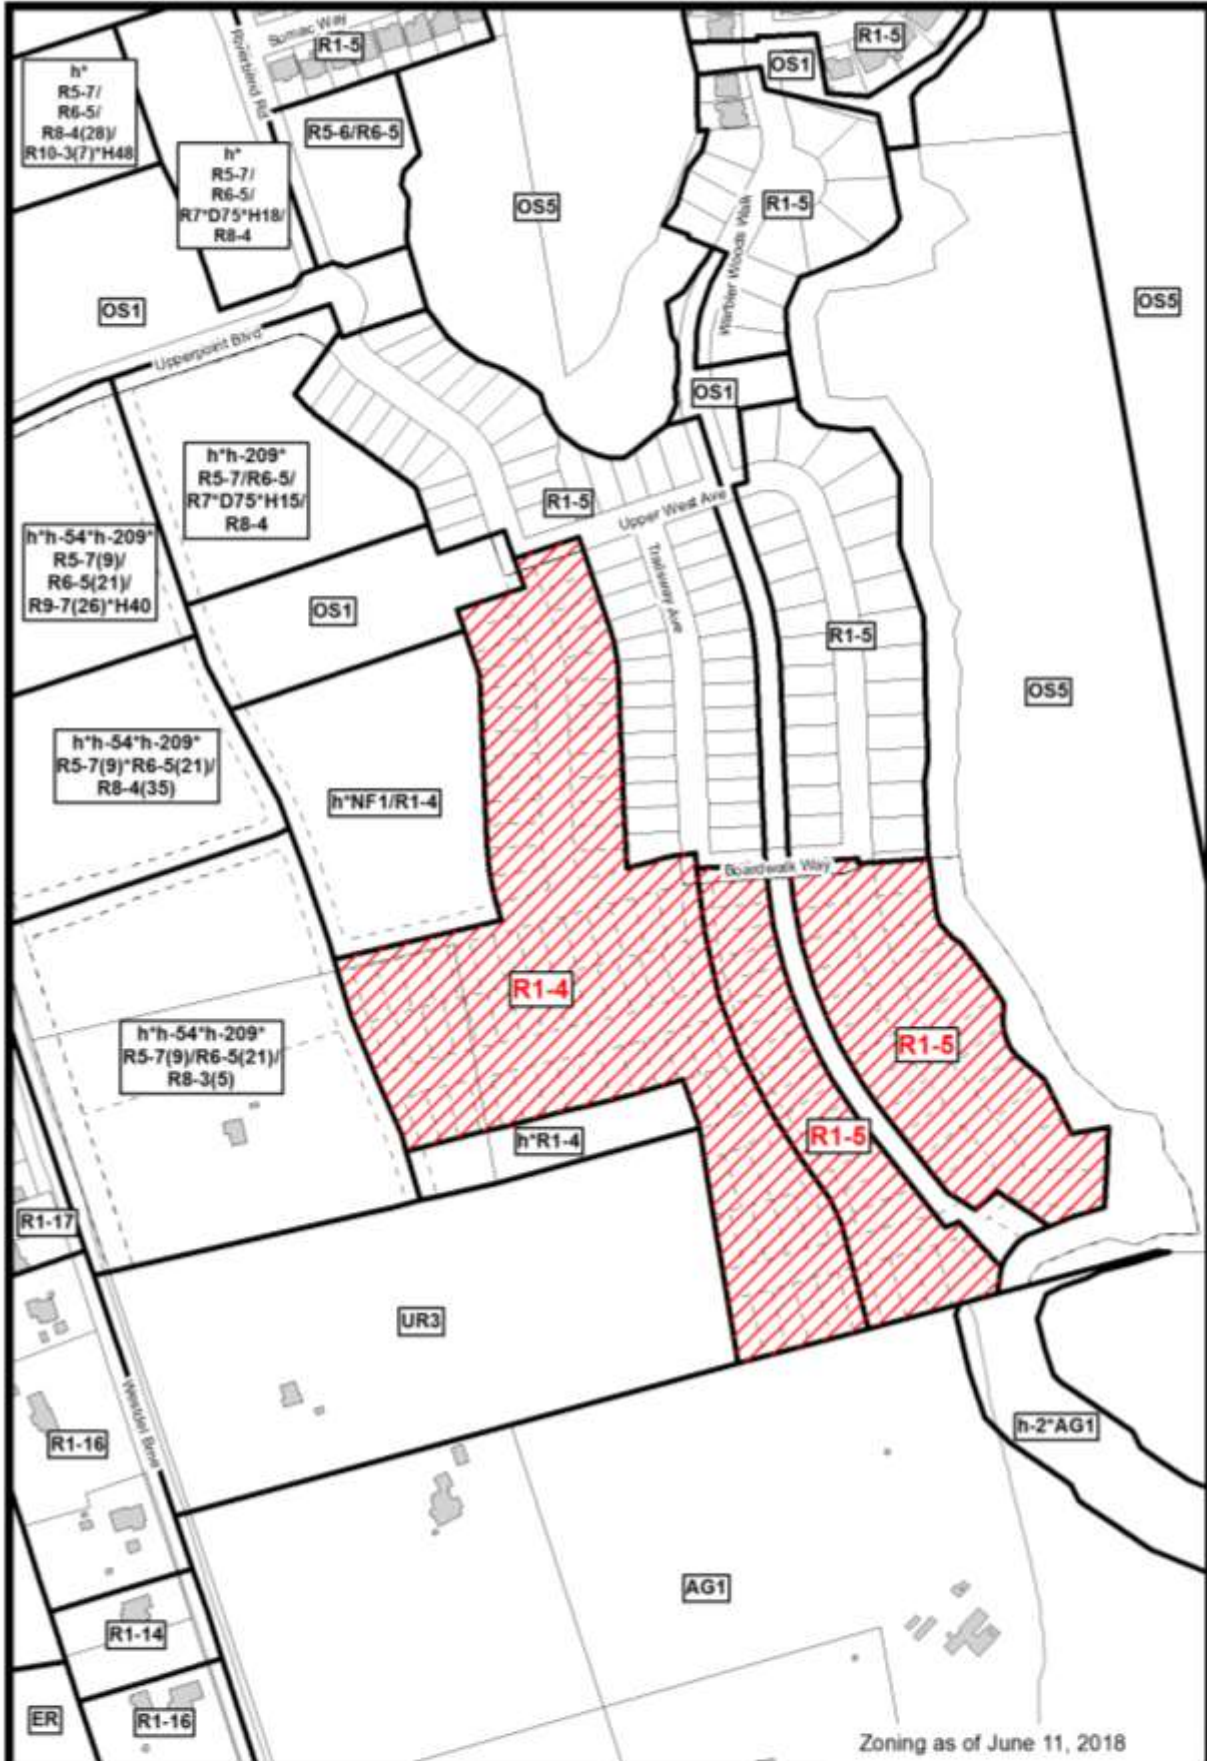 Sumac Way
R1-5
R1-5
OS1
Riverbend Rd
h*
R5-7/
R6-5/
R8-4(28)/
R10-3(7)*H48
R5-6/R6-5
h*
R5-7/
R6-5/
R7*D75*H18/
R8-4
OS5
R1-5
Warbler Woods Walk
OS1
OS5
Upperpoint Blvd
OS1
h*h-209*
R5-7/R6-5/
R7*D75*H15/
R8-4
R1-5
Upper West Ave
h*h-54*h-209*
R5-7(9)/
R6-5(21)/
R9-7(26)*H40
Trailsway Ave
OS1
R1-5
OS5
h*h-54*h-209*
R5-7(9)*R6-5(21)/
R8-4(35)
h*NF1/R1-4
Boardwalk Way
R1-4
h*h-54*h-209*
R5-7(9)/R6-5(21)/
R8-3(5)
R1-5
R1-5
h*R1-4
R1-17
UR3
Westdel Bne
R1-16
h-2*AG1
AG1
R1-14
ER
R1-16
Zoning as of June 11, 2018